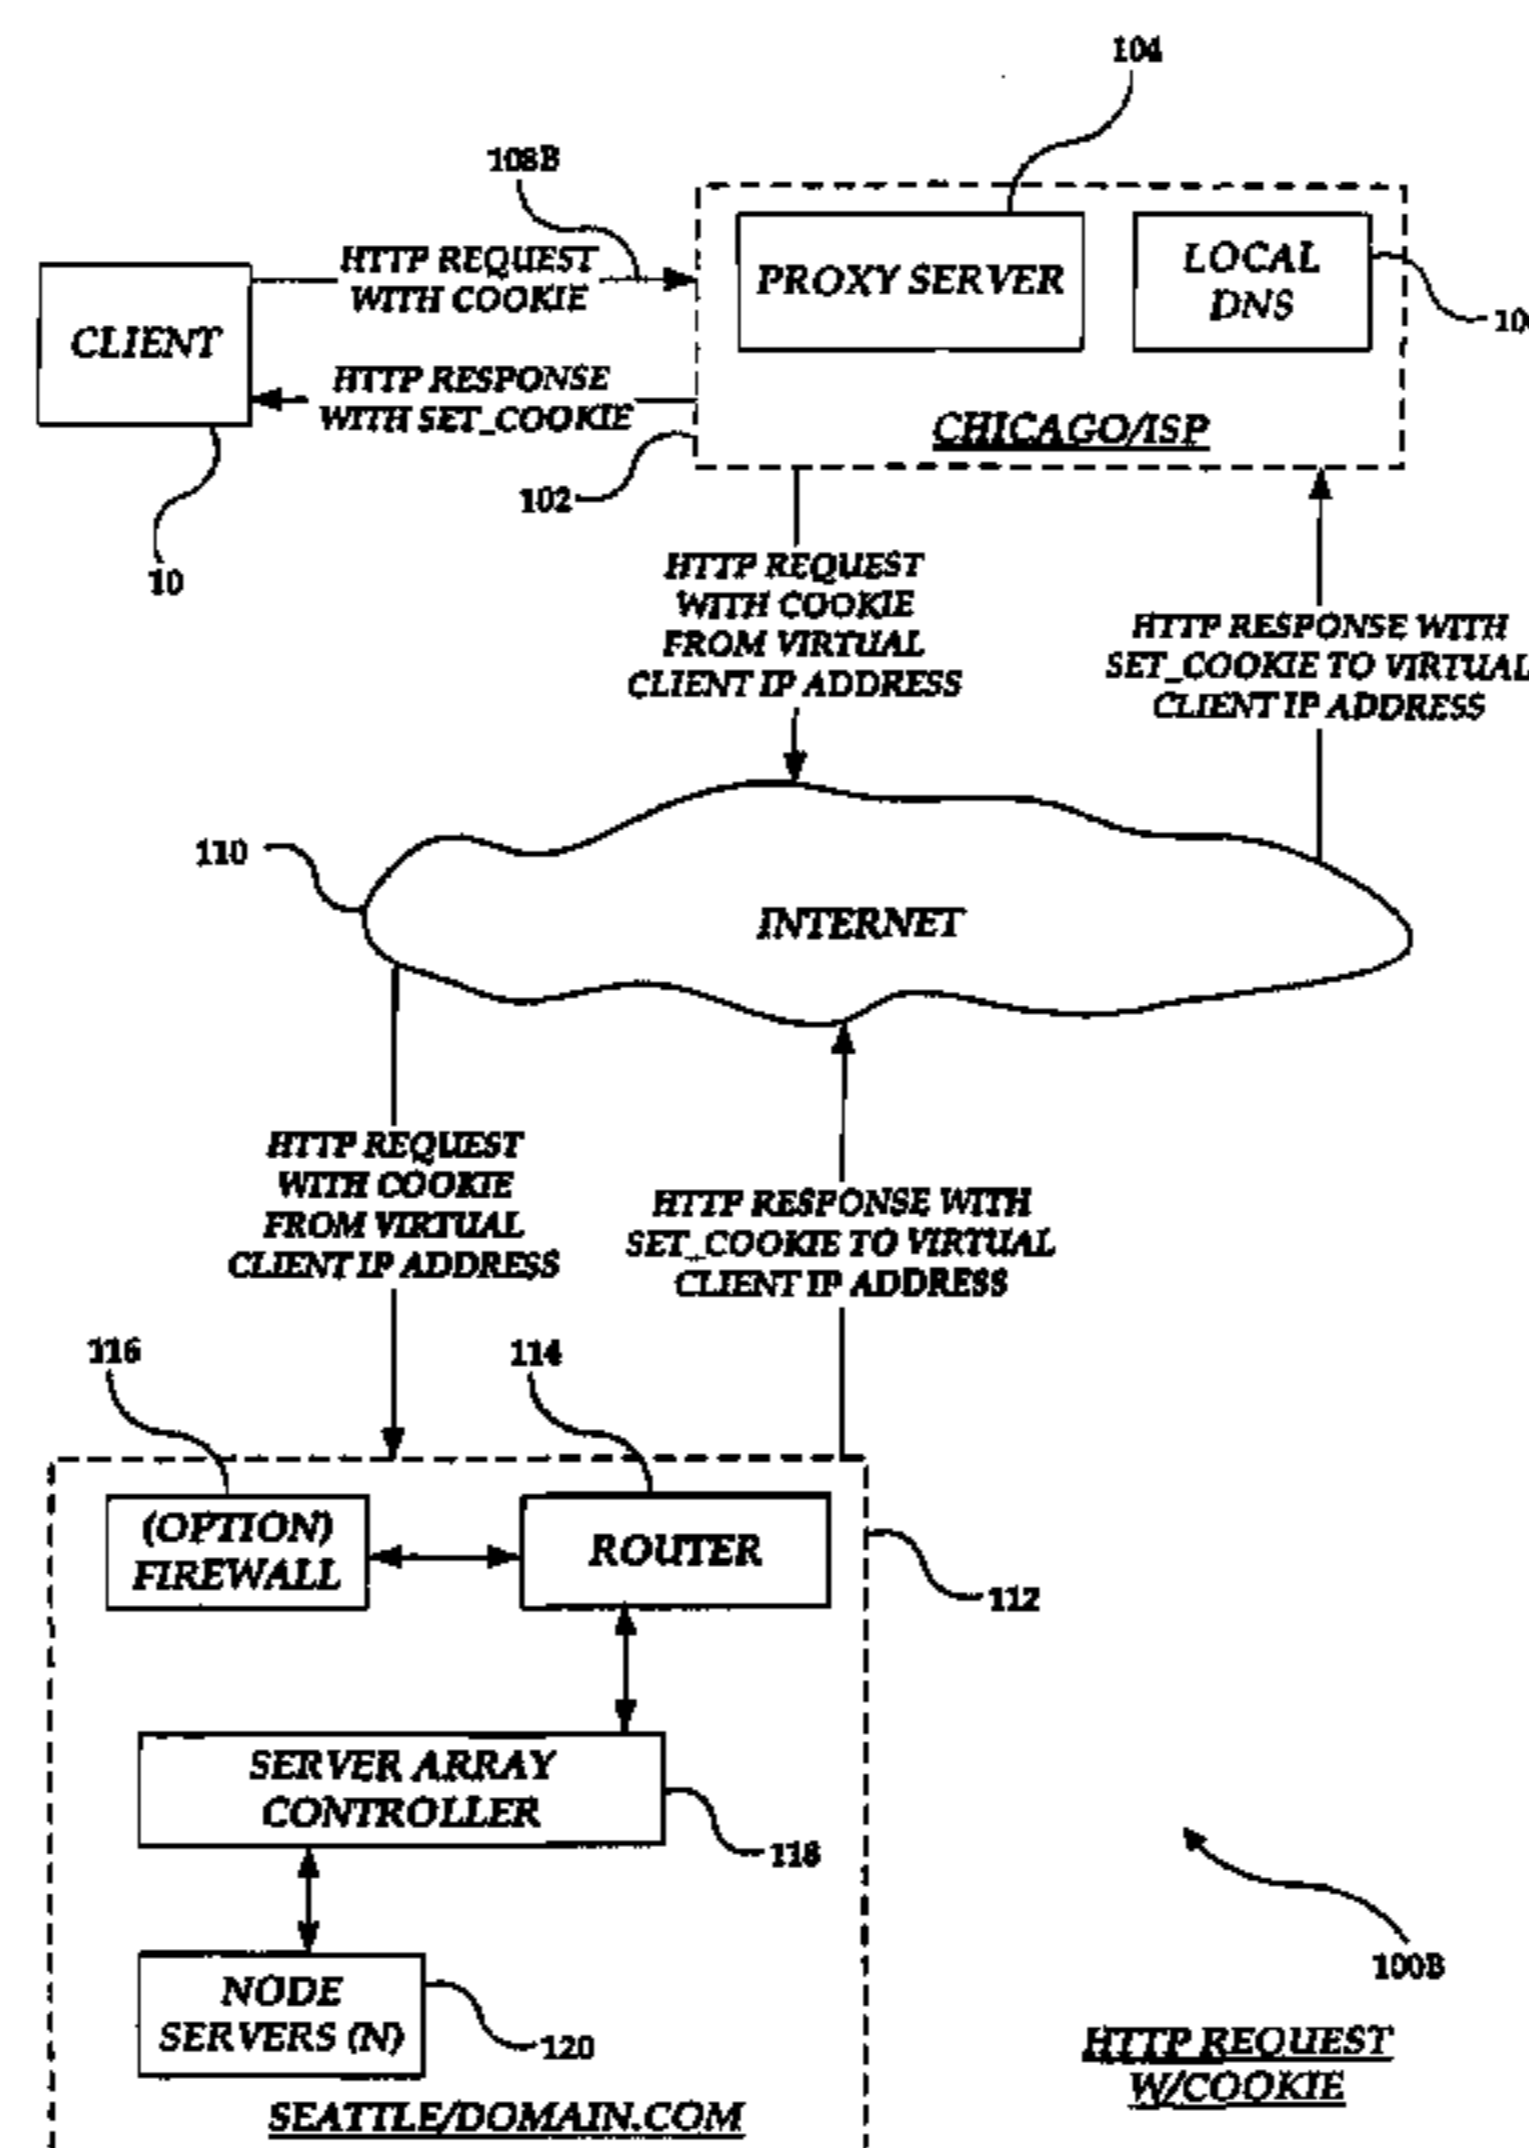 104
108B
HTTP REQUEST
WITH COOKIE
PROXY SERVER
LOCAL
DNS
CLIENT
HTTP RESPONSE
WITH SET_COOKIE
CHICAGO/ISP
102
10
HTTP REQUEST
WITH COOKIE
FROM VIRTUAL
CLIENT IP ADDRESS
HTTP RESPONSE WITH
SET_COOKIE TO VIRTUAL
CLIENT IP ADDRESS
110
INTERNET
HTTP REQUEST
WITH COOKIE
FROM VIRTUAL
CLIENT IP ADDRESS
HTTP RESPONSE WITH
SET_COOKIE TO VIRTUAL
CLIENT IP ADDRESS
116
114
(OPTION)
FIREWALL
ROUTER
112
SERVER ARRAY
CONTROLLER
118
NODE
SERVERS (N)
120
100B
HTTP REQUEST
W/COOKIE
SEATTLE/DOMAIN.COM